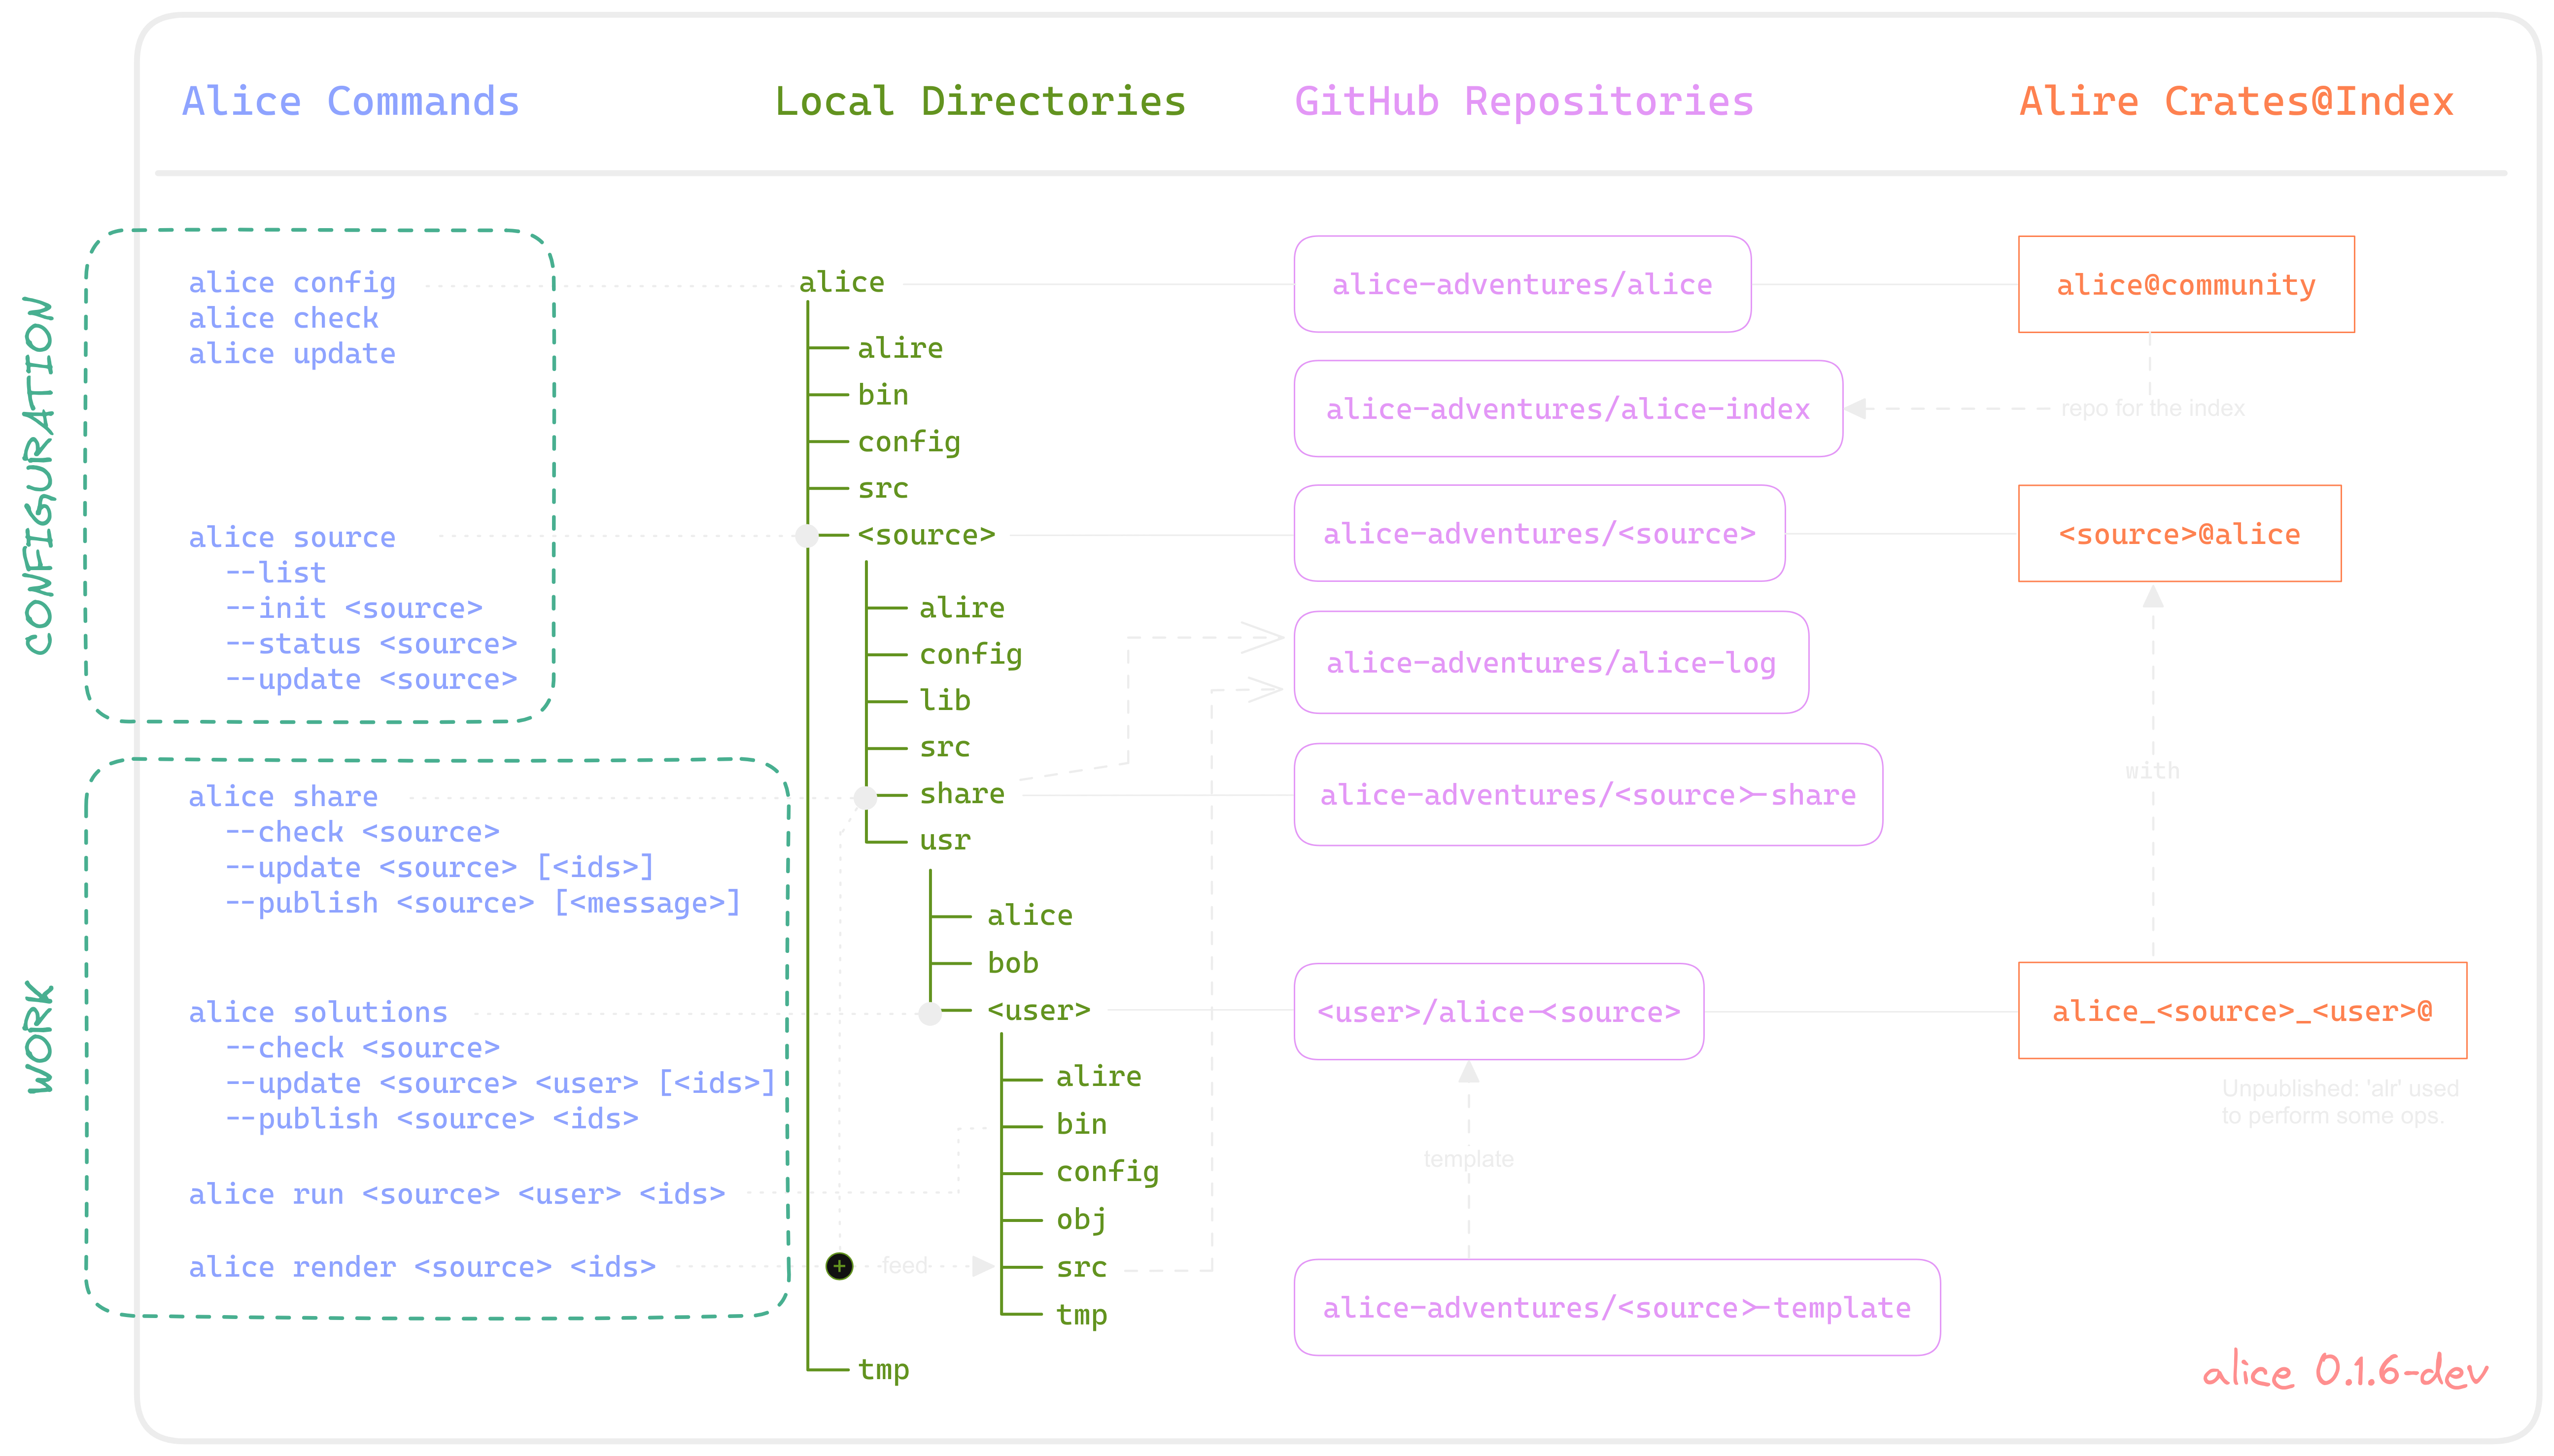 Alice Commands
Local Directories
GitHub Repositories
Alire Crates@Index
CONFIGURATION
alice config
alice check
alice update
alice source
--list
--init <source>
--status <source>
--update <source>
WORK
alice share
--check <source>
--update <source> [<ids>]
--publish <source> [<message>]
alice solutions
--check <source>
--update <source> <user> [<ids>]
--publish <source> <ids>
alice run <source> <user> <ids>
alice render <source> <ids>
alice
alire
bin
config
src
<source>
alire
config
lib
src
share
usr
alice
bob
<user>
alire
bin
config
obj
src
tmp
tmp
+
feed
alice-adventures/alice
alice-adventures/alice-index
alice-adventures/<source>
alice-adventures/alice-log
alice-adventures/<source>-share
<user>/alice-<source>
template
alice-adventures/<source>-template
alice@community
repo for the index
<source>@alice
with
alice_<source>_<user>@
Unpublished: 'alr' used
to perform some ops.
alice 0.1.6-dev